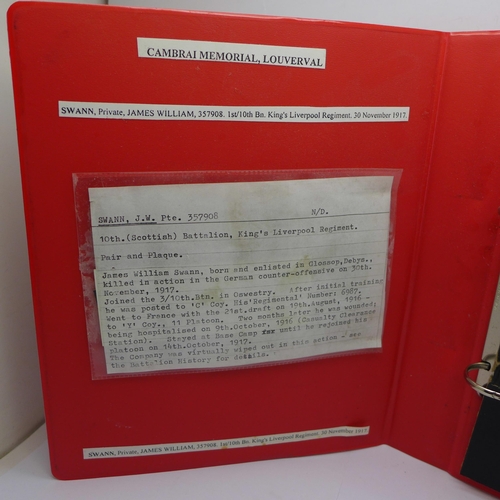 CAMBRAI MEMORIAL, LOUVERVAL
SWANN, Private, JAMES WILLIAM, 357908. 1st/10th Bn. King's Liverpool Regiment. 30 November 1917.
SWANN, J.W. Pte. 357908 N/D.
10th.(Scottish) Battalion, King's Liverpool Regiment.
Pair and Plaque.
James William Swann, born and enlisted in Glossop,Debys.,
killed in action in the German counter-offensive on 30th.
November, 1917.
Joined the 3/10th.Btn. in Oswestry. After initial training
he was posted to 'C' Coy. His'Regimental' Number: 6987.
Went to France with the 21st.draft on 19th.August, 1916 -
to 'Y' Coy., 11 Platoon. Two months later he was wounded;
being hospitalised on 9th.October, 1916 (Casualty Clearance
Station). Stayed at Base Camp for until he rejoined his
platoon on 14th.October, 1917.
The Company was virtually wiped out in this action - see
the Battalion History for details.
SWANN, Private, JAMES WILLIAM, 357908. 1st/10th Bn. King's Liverpool Regiment. 30 November 1917.